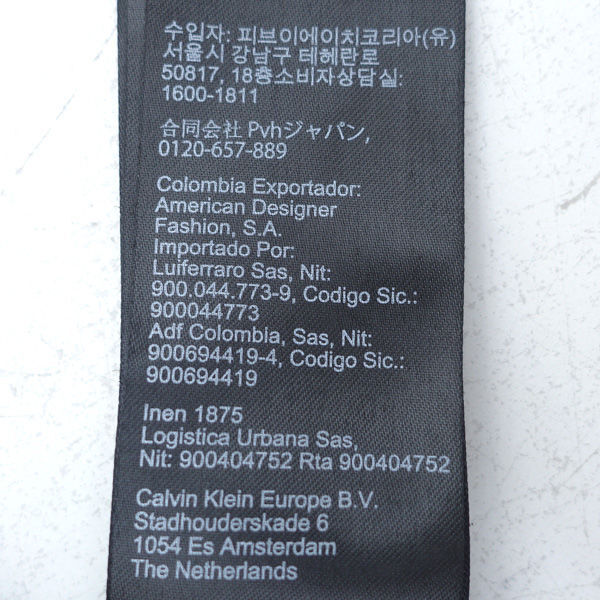 수입자: 피브이에이치코리아(유)
서울시 강남구 테헤란로
50817, 18층소비자상담실:
1600-1811
合同会社 Pvhジャパン,
0120-657-889
Colombia Exportador:
American Designer
Fashion, S.A.
Importado Por:
Luiferraro Sas, Nit:
900.044.773-9, Codigo Sic.:
900044773
Adf Colombia, Sas, Nit:
900694419-4, Codigo Sic.:
900694419
Inen 1875
Logistica Urbana Sas,
Nit: 900404752 Rta 900404752
Calvin Klein Europe B.V.
Stadhouderskade 6
1054 Es Amsterdam
The Netherlands